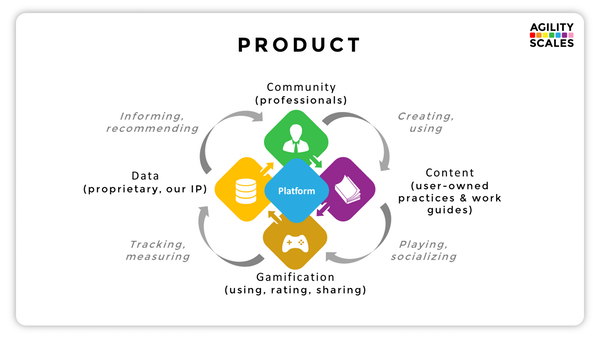 AGILITY
SCALES
PRODUCT
Community
(professionals)
Informing,
recommending
Creating,
using
Data
(proprietary, our IP)
Platform
Content
(user-owned
practices & work
guides)
Tracking,
measuring
Playing,
socializing
Gamification
(using, rating, sharing)